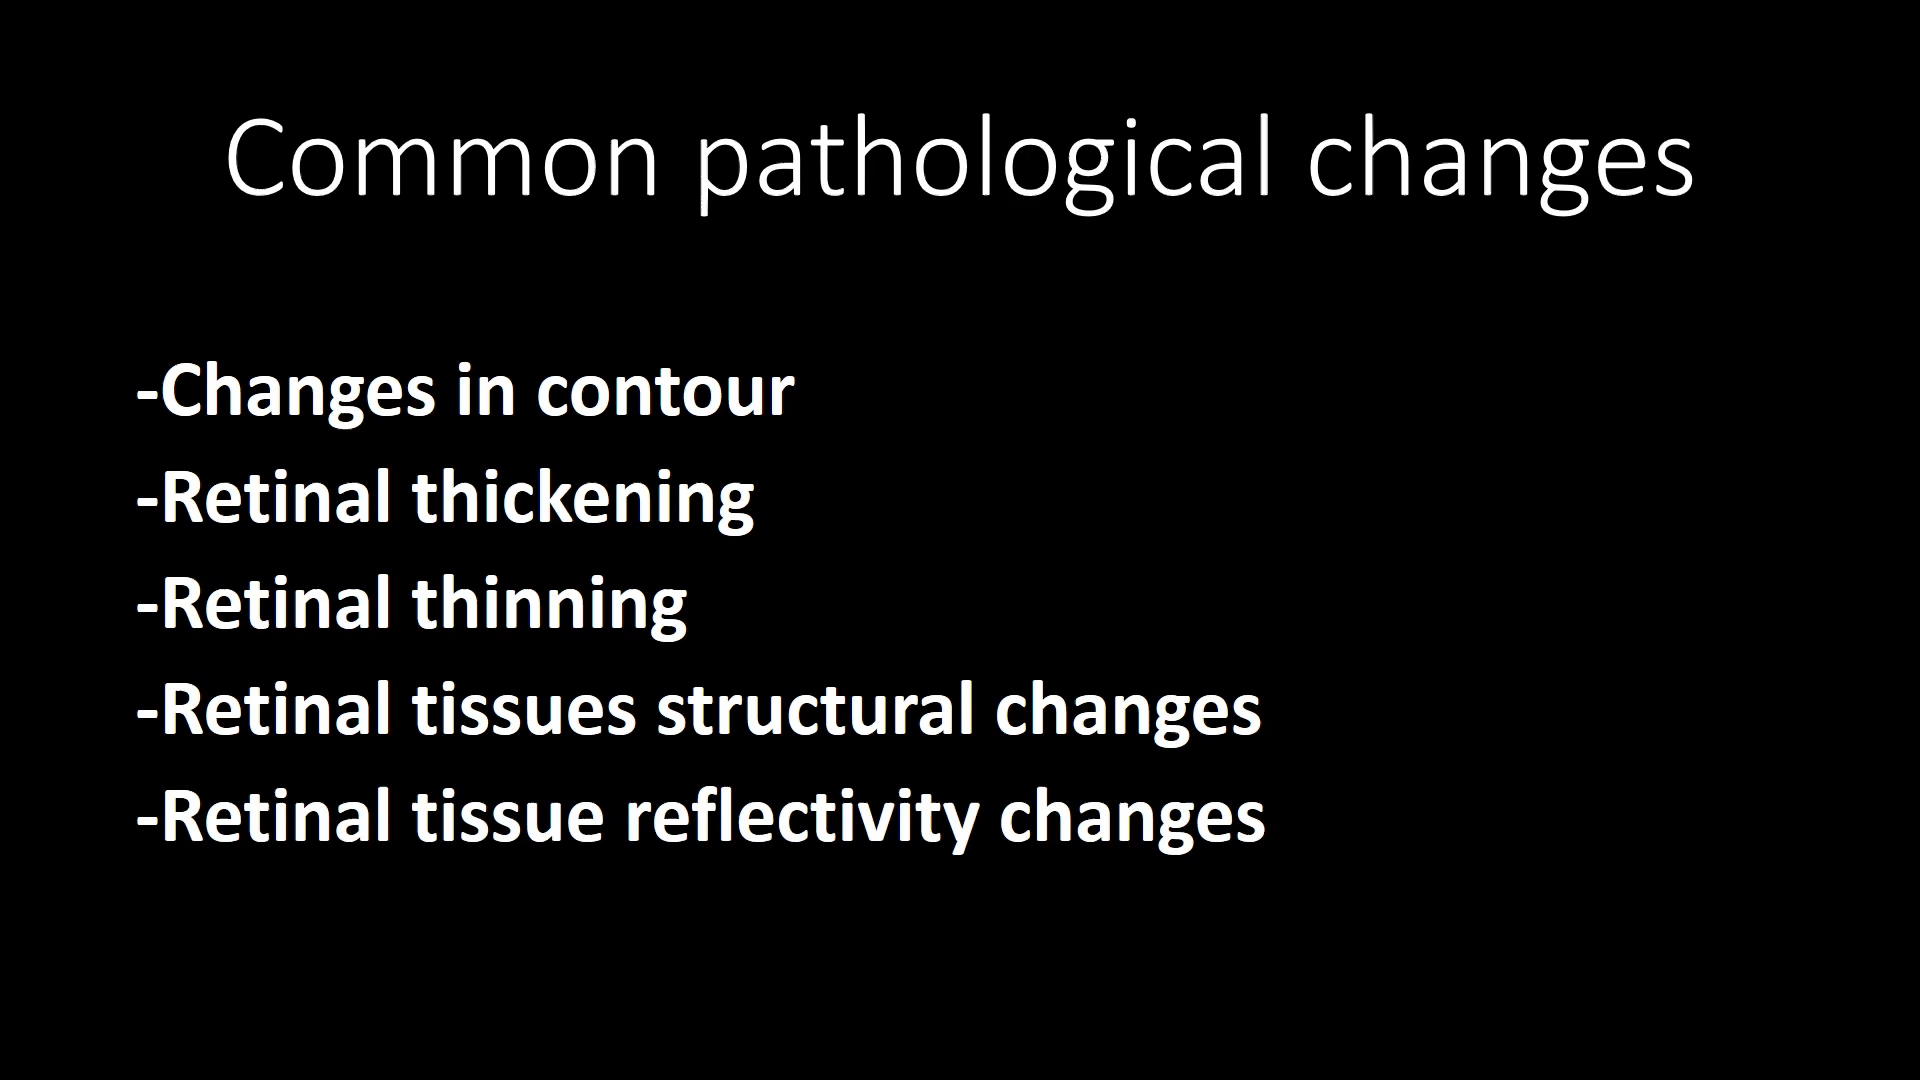 Common pathological changes
-Changes in contour
-Retinal thickening
-Retinal thinning
-Retinal tissues structural changes
-Retinal tissue reflectivity changes